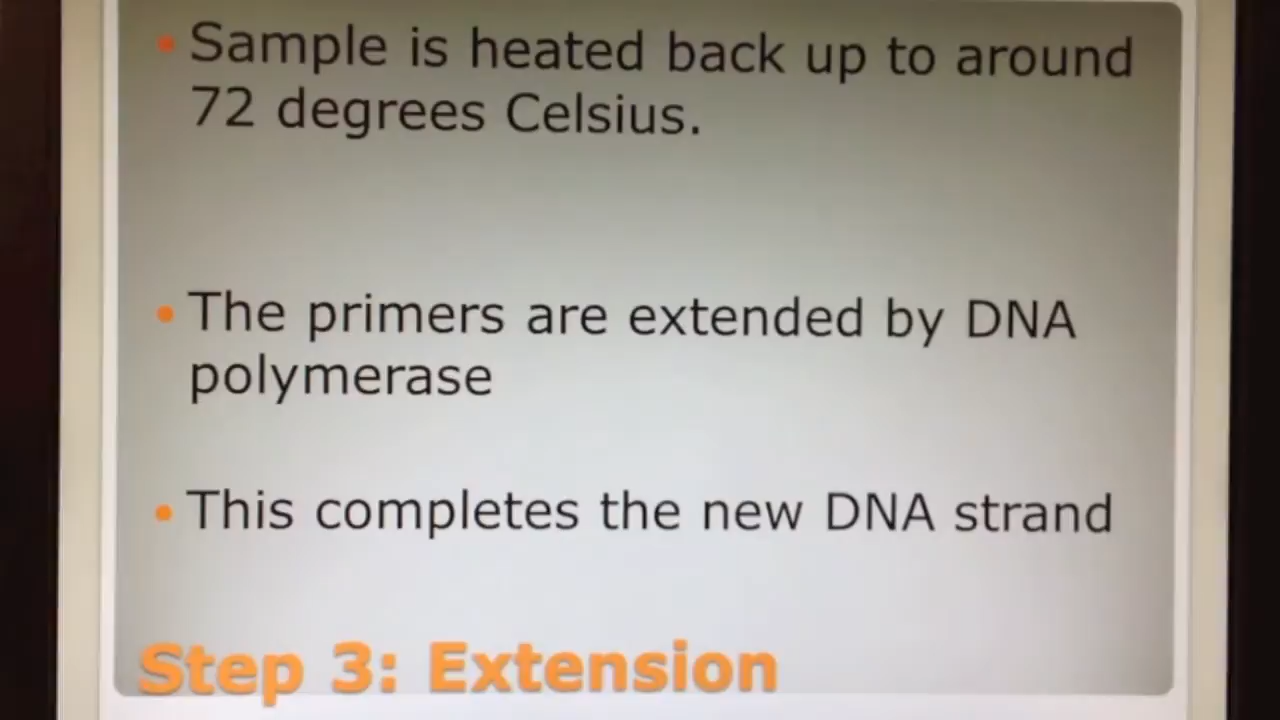 • Sample is heated back up to around
72 degrees Celsius.
• The primers are extended by DNA
polymerase
• This completes the new DNA strand
Step 3: Extension